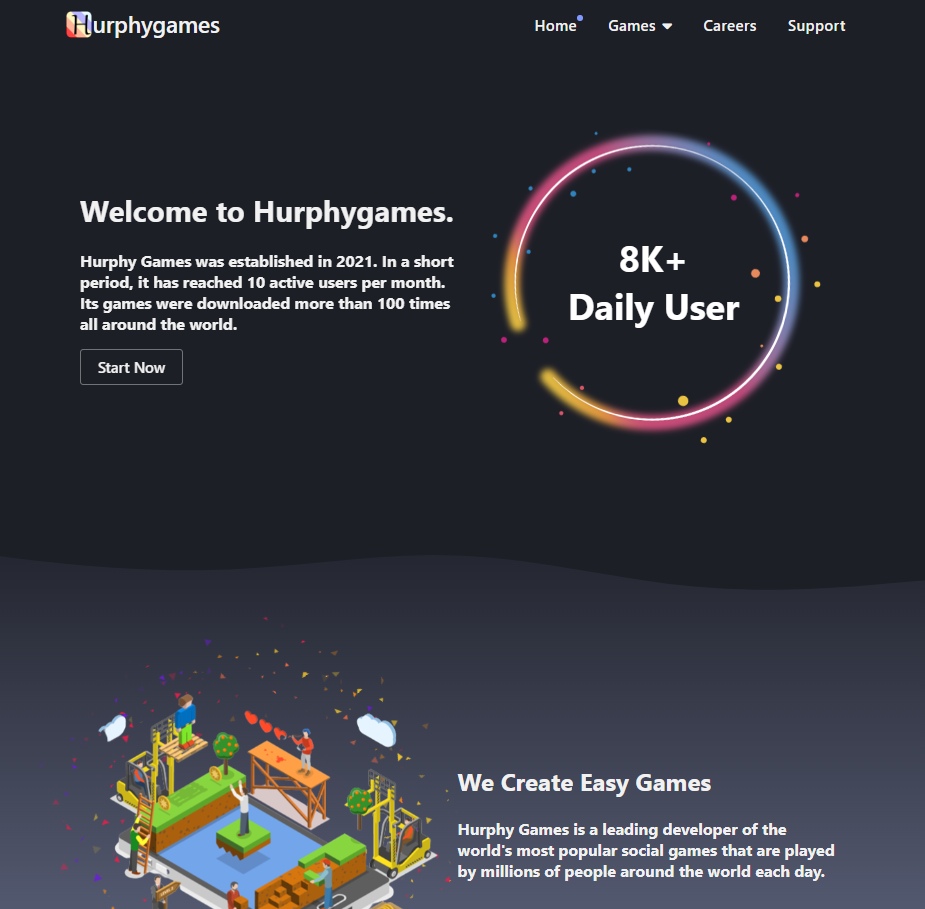 Hurphygames
Home
Games
Careers
Support
Welcome to Hurphygames.
Hurphy Games was established in 2021. In a short
period, it has reached 10 active users per month.
Its games were downloaded more than 100 times
all around the world.
Start Now
8K+
Daily User
We Create Easy Games
Hurphy Games is a leading developer of the
world's most popular social games that are played
by millions of people around the world each day.